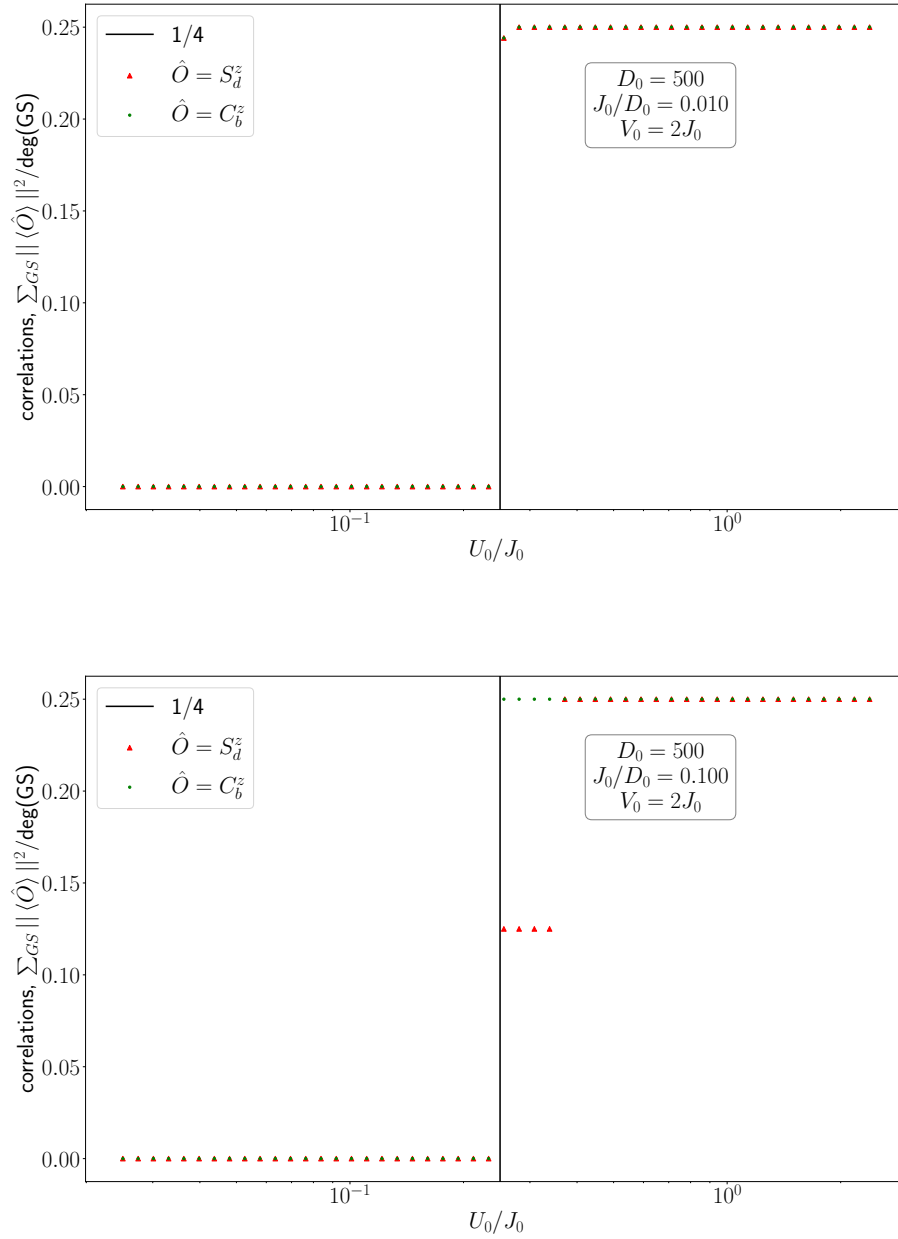 correlations, $\sum_{GS} || \langle \hat{O} \rangle ||^2$/deg(GS)
0.25
0.20
0.15
0.10
0.05
0.00
1/4
$\hat{O} = S_d^z$
$\hat{O} = C_b^z$
$D_0 = 500$
$J_0/D_0 = 0.010$
$V_0 = 2J_0$
$10^{-1}$ $10^0$
$U_0/J_0$
correlations, $\sum_{GS} || \langle \hat{O} \rangle ||^2$/deg(GS)
0.25
0.20
0.15
0.10
0.05
0.00
1/4
$\hat{O} = S_d^z$
$\hat{O} = C_b^z$
$D_0 = 500$
$J_0/D_0 = 0.100$
$V_0 = 2J_0$
$10^{-1}$ $10^0$
$U_0/J_0$